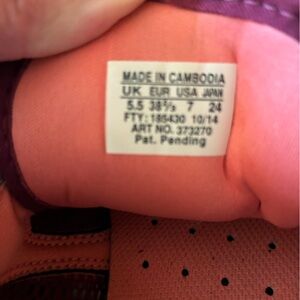 MADE IN CAMBODIA
UK EUR USA JAPAN
5.5 38⅔ 7 24
FTY: 185430 10/14
ART NO. 373270
Pat. Pending